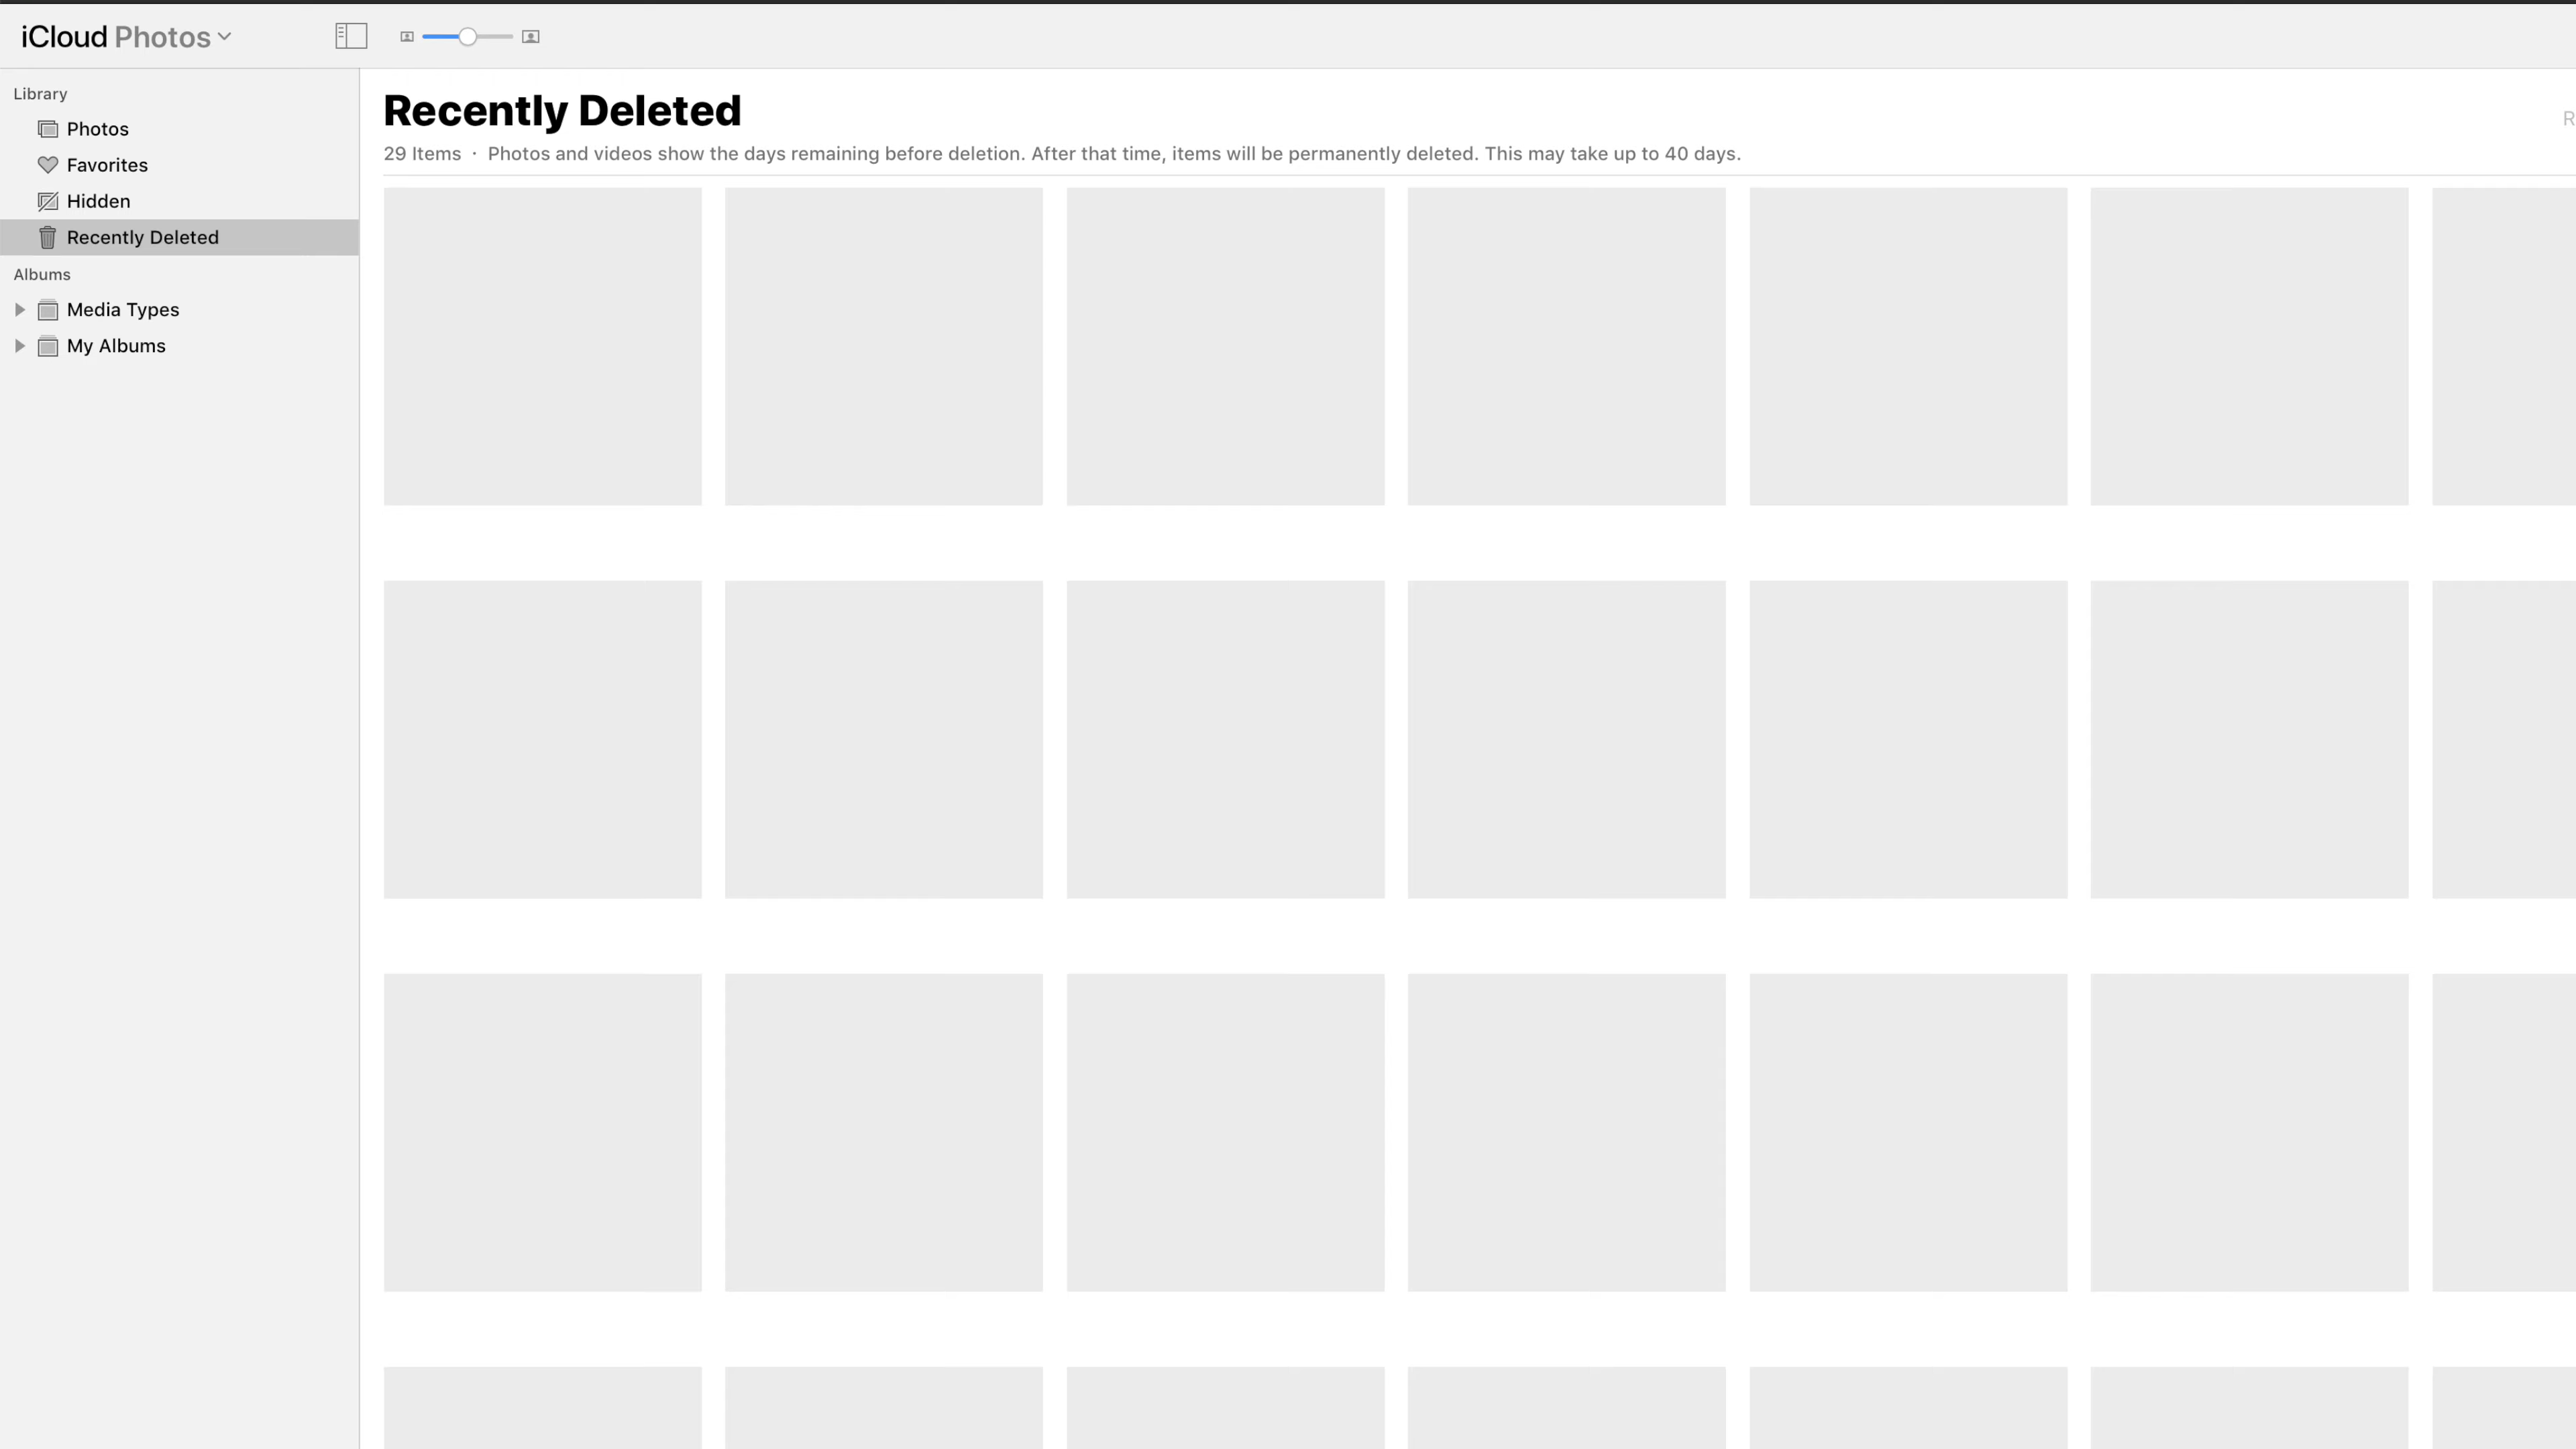 iCloud Photos
Library
Photos
Favorites
Hidden
Recently Deleted
Albums
Media Types
My Albums
Recently Deleted
29 Items · Photos and videos show the days remaining before deletion. After that time, items will be permanently deleted. This may take up to 40 days.